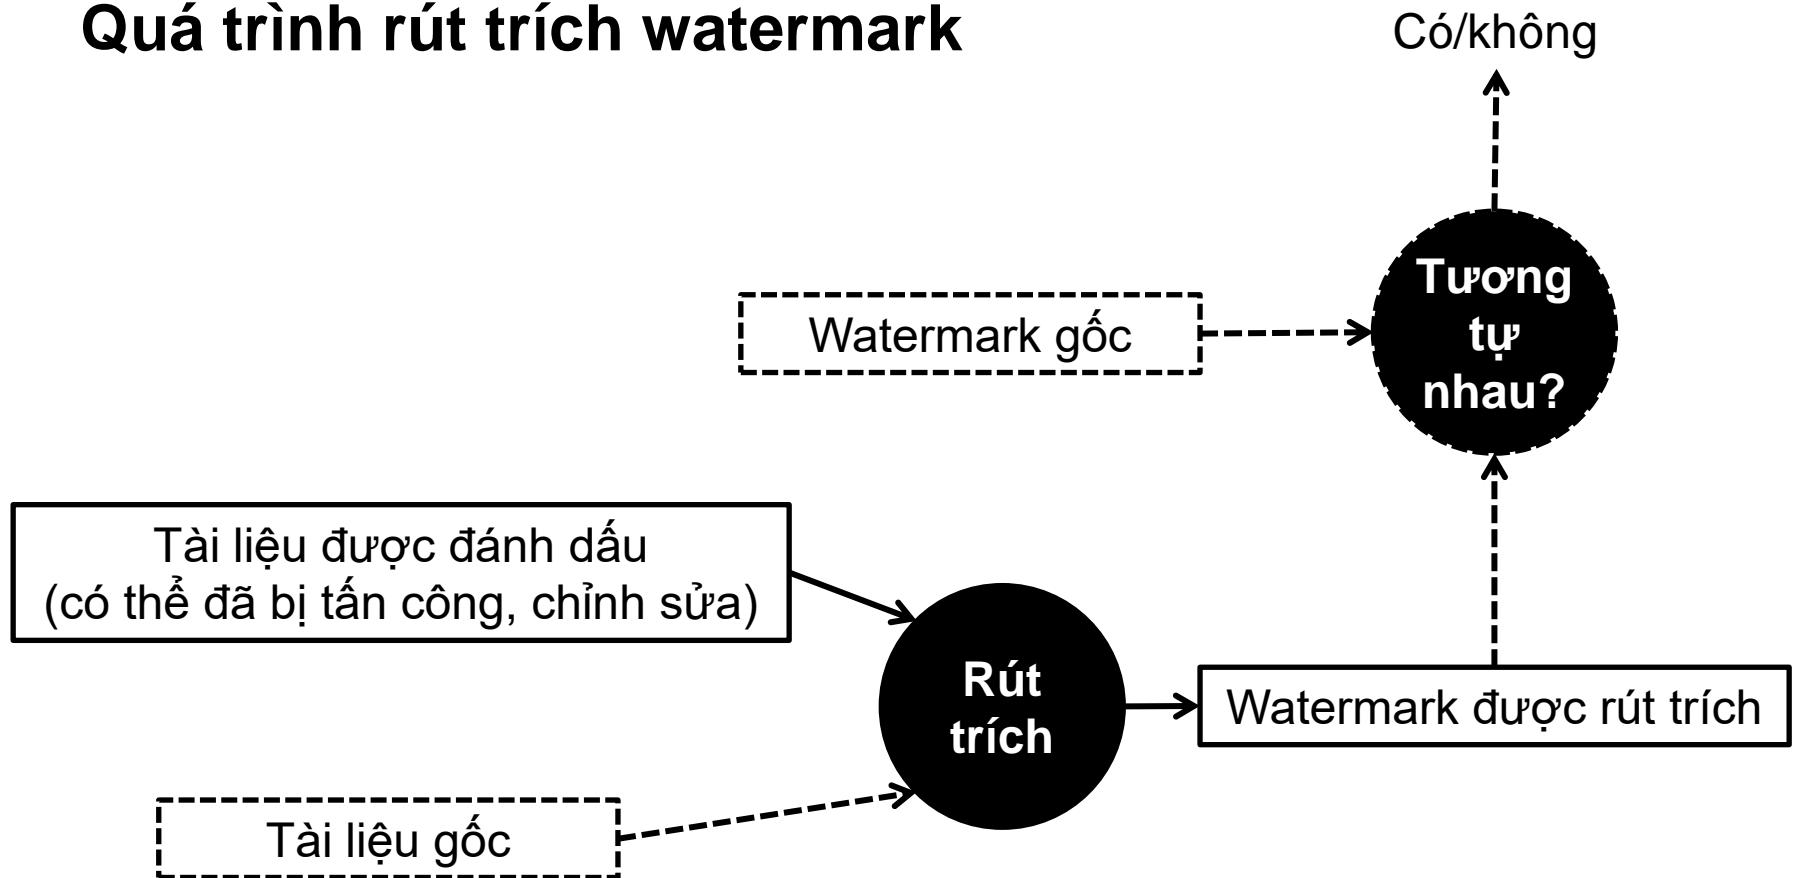 Quá trình rút trích watermark
Có/không
Tương
tự
nhau?
Watermark gốc
Tài liệu được đánh dấu
(có thể đã bị tấn công, chỉnh sửa)
Rút
trích
Watermark được rút trích
Tài liệu gốc